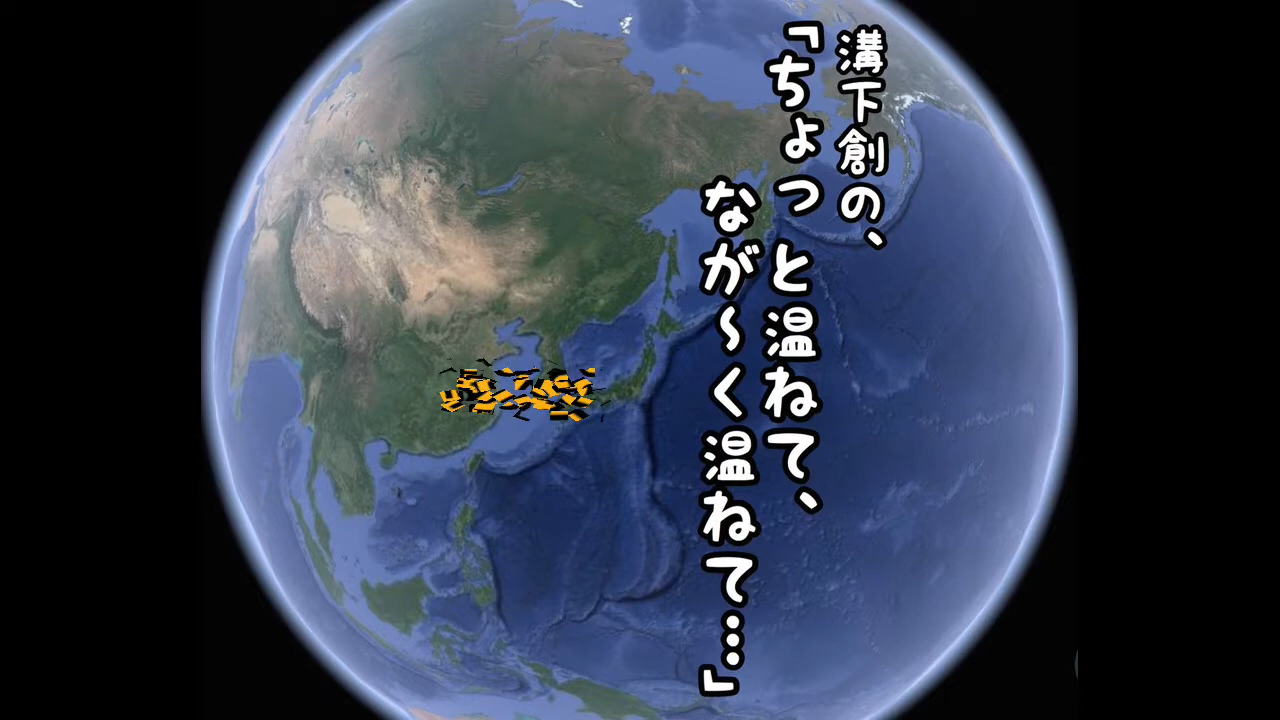 溝下創の、
「ちょっと温ねて、
なが～く温ねて…」